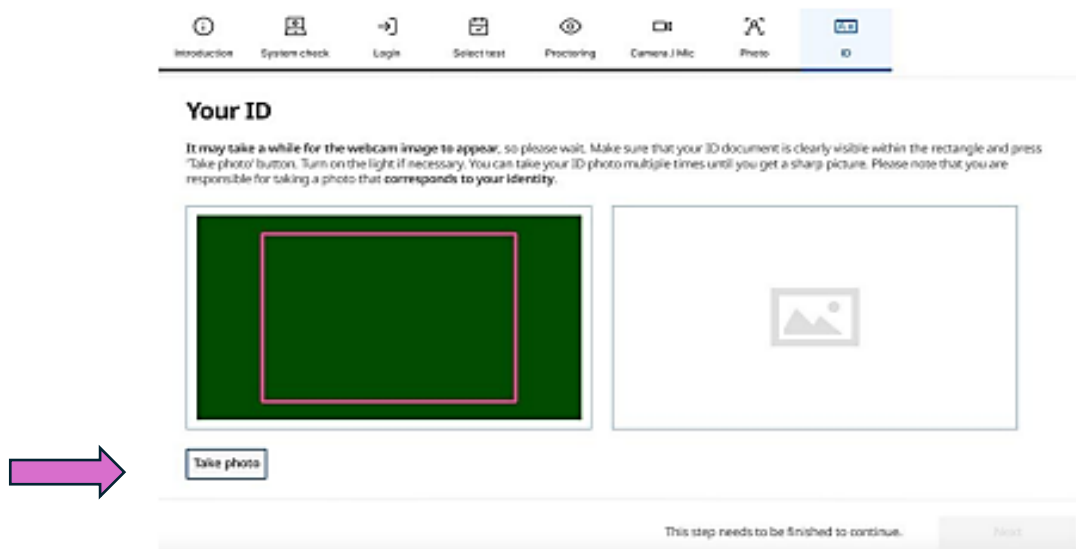 Introduction System check Login Select test Proctoring Camera / Mic Photo ID
Your ID
It may take a while for the webcam image to appear, so please wait. Make sure that your ID document is clearly visible within the rectangle and press
'Take photo' button. Turn on the light if necessary. You can take your ID photo multiple times until you get a sharp picture. Please note that you are
responsible for taking a photo that corresponds to your identity.
Take photo
This step needs to be finished to continue.
Next